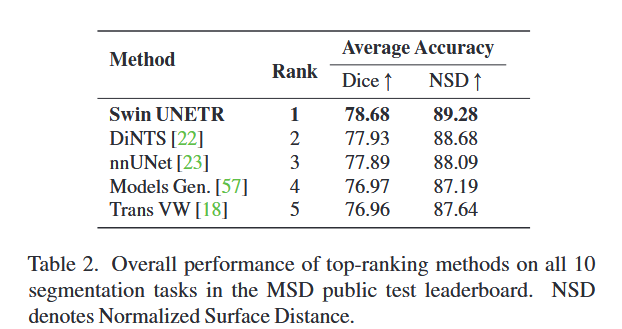 Method Rank Average Accuracy
Dice ↑ NSD ↑
Swin UNETR 1 78.68 89.28
DiNTS [22] 2 77.93 88.68
nnUNet [23] 3 77.89 88.09
Models Gen. [57] 4 76.97 87.19
Trans VW [18] 5 76.96 87.64
Table 2. Overall performance of top-ranking methods on all 10
segmentation tasks in the MSD public test leaderboard. NSD
denotes Normalized Surface Distance.